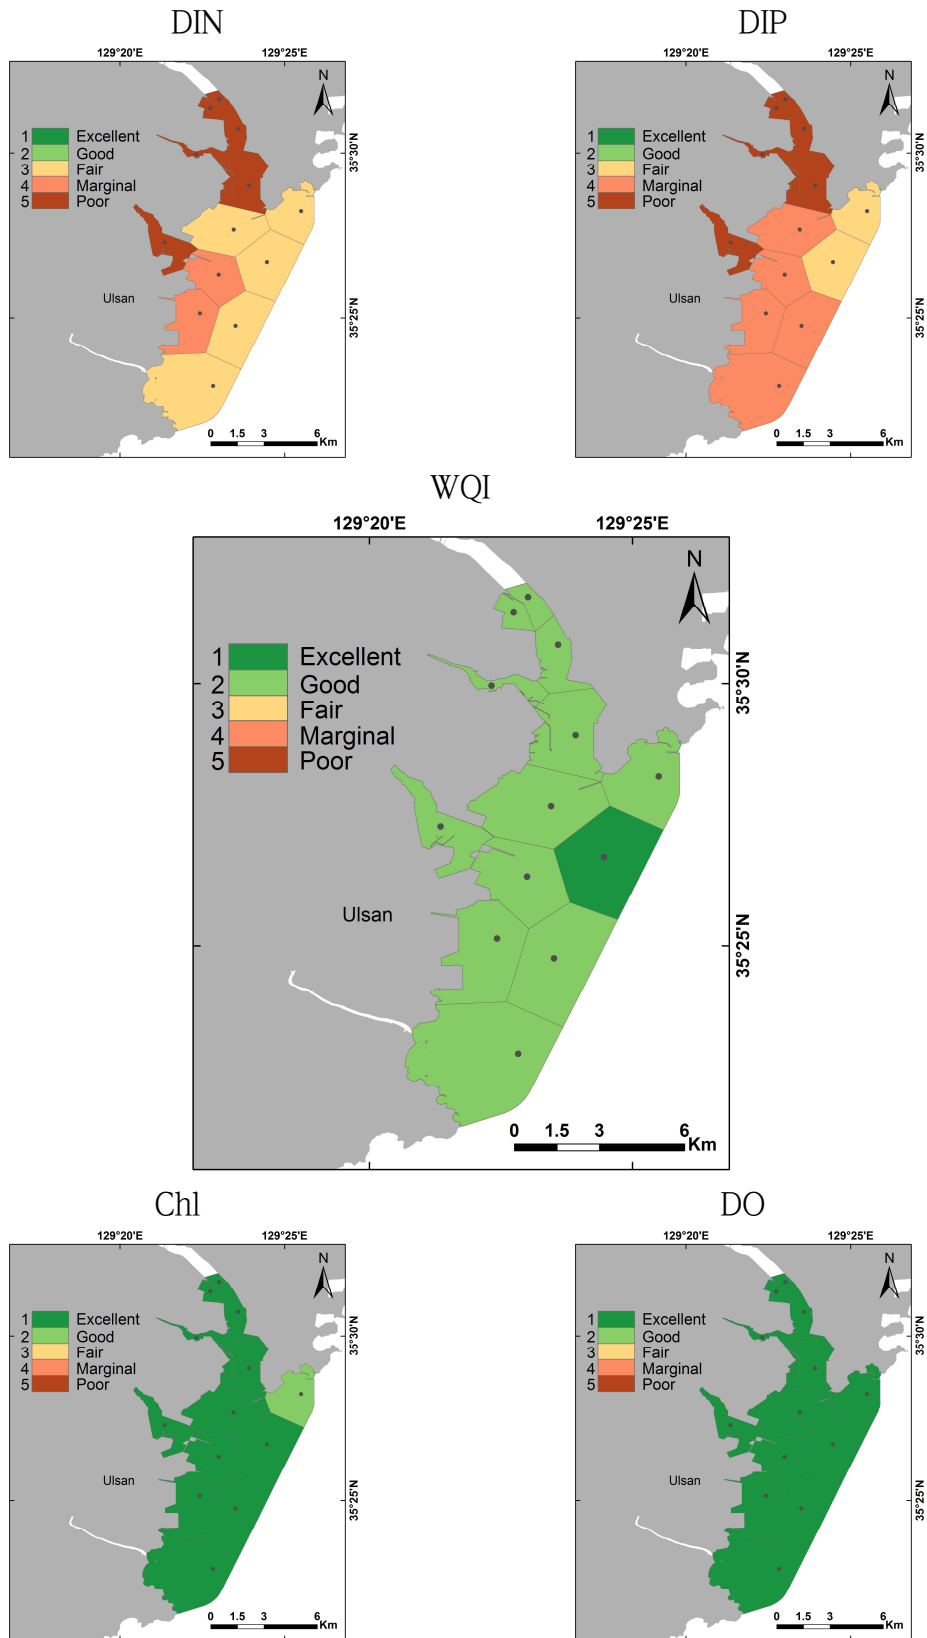 DIN
129°20'E 129°25'E
N
1 Excellent
2 Good
3 Fair
4 Marginal
5 Poor
35°30'N
Ulsan
35°25'N
0 1.5 3 6
Km
DIP
129°20'E 129°25'E
N
1 Excellent
2 Good
3 Fair
4 Marginal
5 Poor
35°30'N
Ulsan
35°25'N
0 1.5 3 6
Km
WQI
129°20'E 129°25'E
N
1 Excellent
2 Good
3 Fair
4 Marginal
5 Poor
35°30'N
Ulsan
35°25'N
0 1.5 3 6
Km
Chl
129°20'E 129°25'E
N
1 Excellent
2 Good
3 Fair
4 Marginal
5 Poor
35°30'N
Ulsan
35°25'N
0 1.5 3 6
Km
DO
129°20'E 129°25'E
N
1 Excellent
2 Good
3 Fair
4 Marginal
5 Poor
35°30'N
Ulsan
35°25'N
0 1.5 3 6
Km